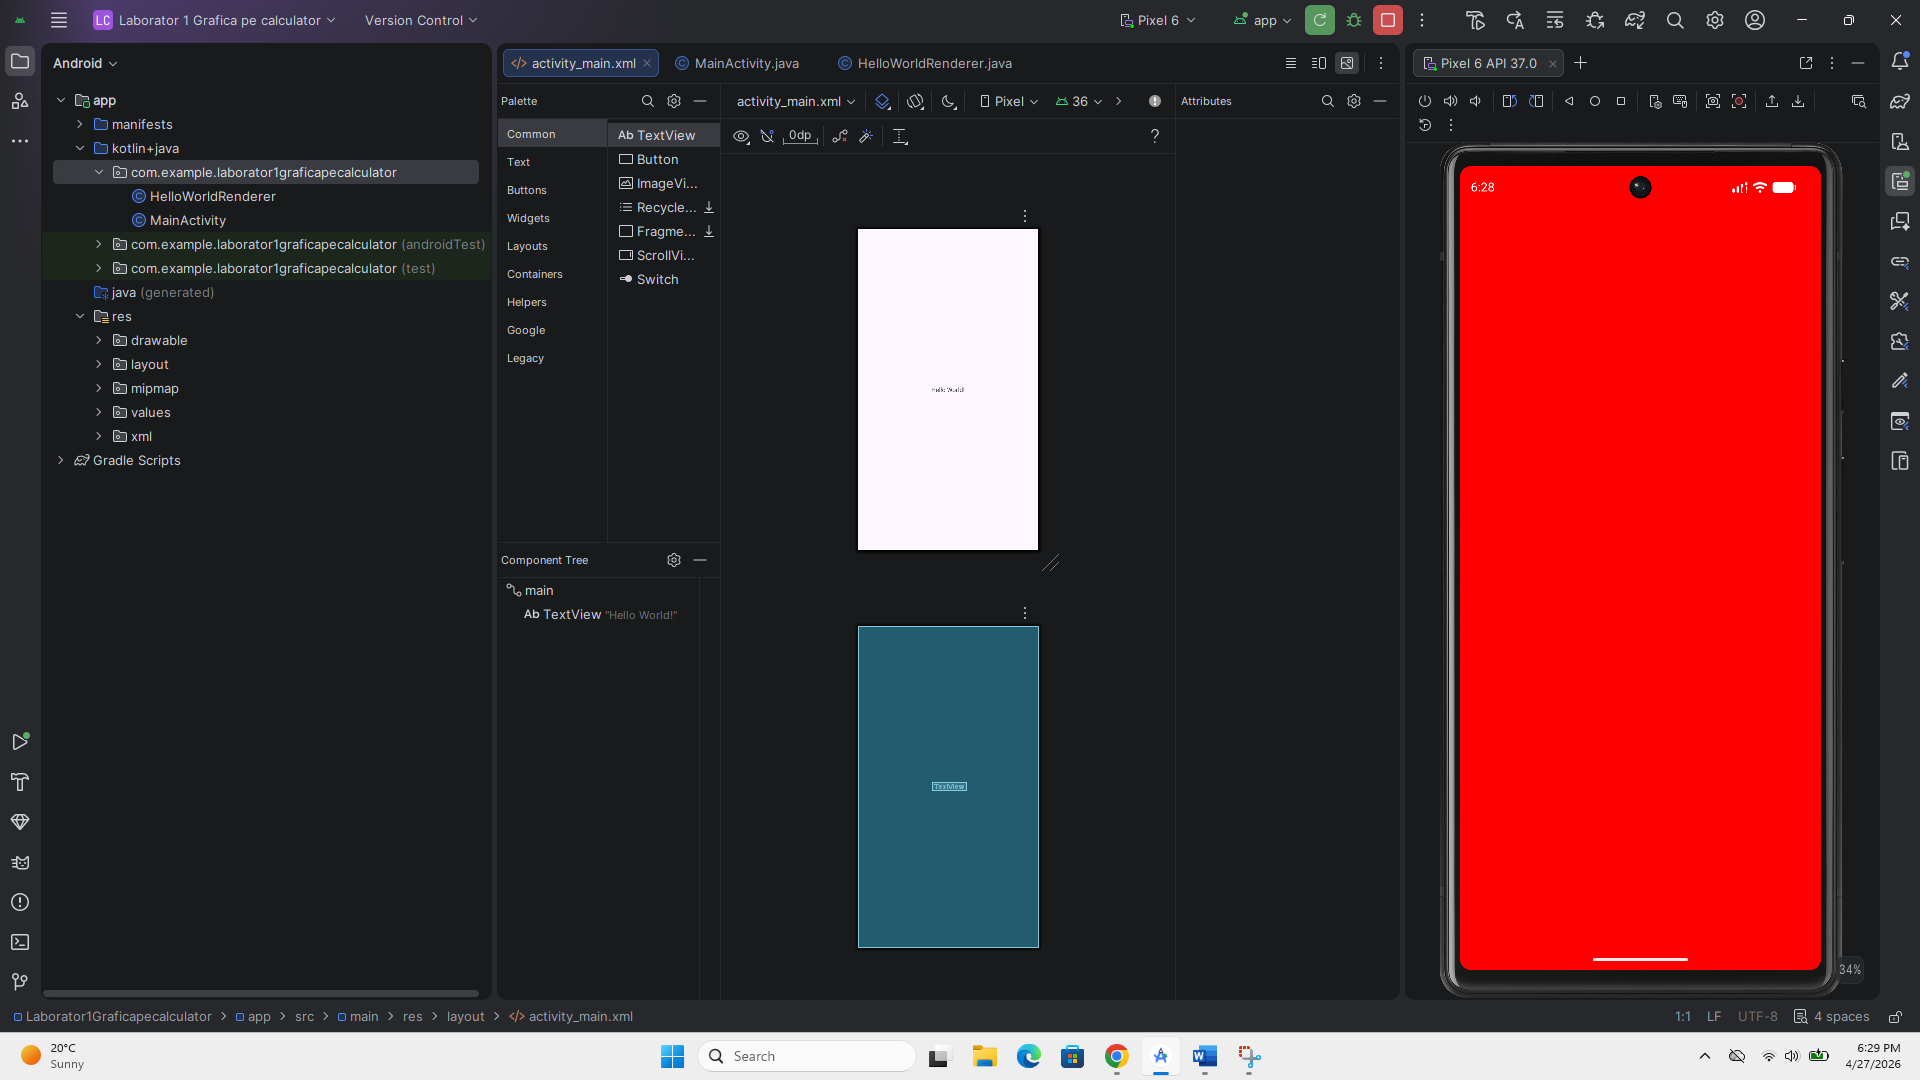 LC Laborator 1 Grafica pe calculator
Version Control
Pixel 6
app
Android
app
manifests
kotlin+java
com.example.laborator1graficapecalculator
HelloWorldRenderer
MainActivity
com.example.laborator1graficapecalculator (androidTest)
com.example.laborator1graficapecalculator (test)
java (generated)
res
drawable
layout
mipmap
values
xml
Gradle Scripts
activity_main.xml
MainActivity.java
HelloWorldRenderer.java
Palette
Common
Text
Buttons
Widgets
Layouts
Containers
Helpers
Google
Legacy
Ab TextView
Button
ImageVi...
Recycle...
Fragme...
ScrollVi...
Switch
Component Tree
main
Ab TextView "Hello World!"
activity_main.xml
Pixel
36
0dp
?
Hello World!
TextView
Attributes
Pixel 6 API 37.0
6:28
34%
Laborator1Graficapecalculator > app > src > main > res > layout > activity_main.xml
1:1
LF
UTF-8
4 spaces
20°C
Sunny
Search
6:29 PM
4/27/2026